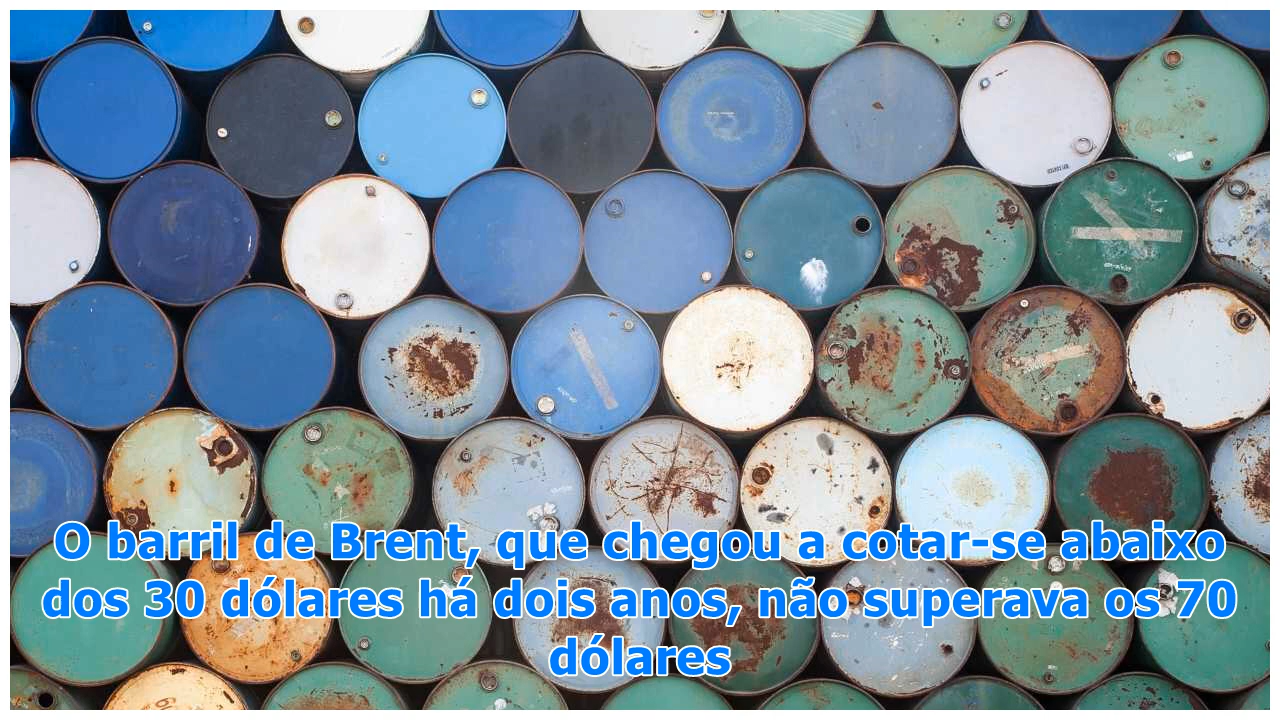 O barril de Brent, que chegou a cotar-se abaixo
dos 30 dólares há dois anos, não superava os 70
dólares